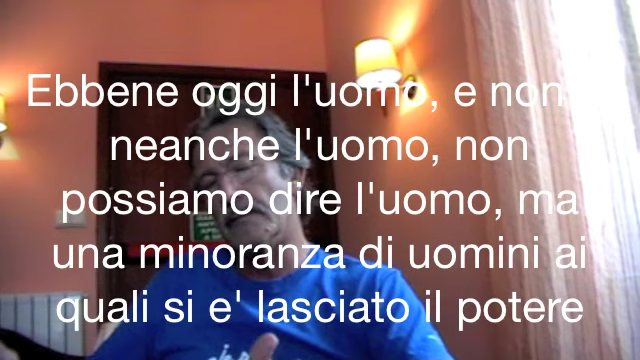 Ebbene oggi l'uomo, e non
neanche l'uomo, non
possiamo dire l'uomo, ma
una minoranza di uomini ai
quali si e' lasciato il potere